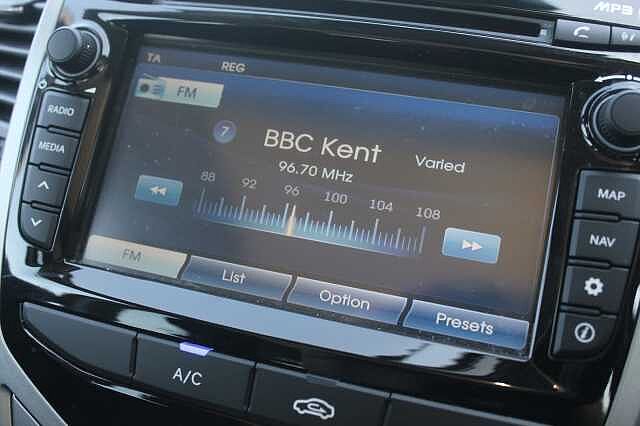 MP3
TA REG
FM
RADIO
7
BBC Kent
Varied
96.70 MHz
MEDIA
88 92 96 100 104 108
MAP
NAV
FM
List
Option
Presets
A/C